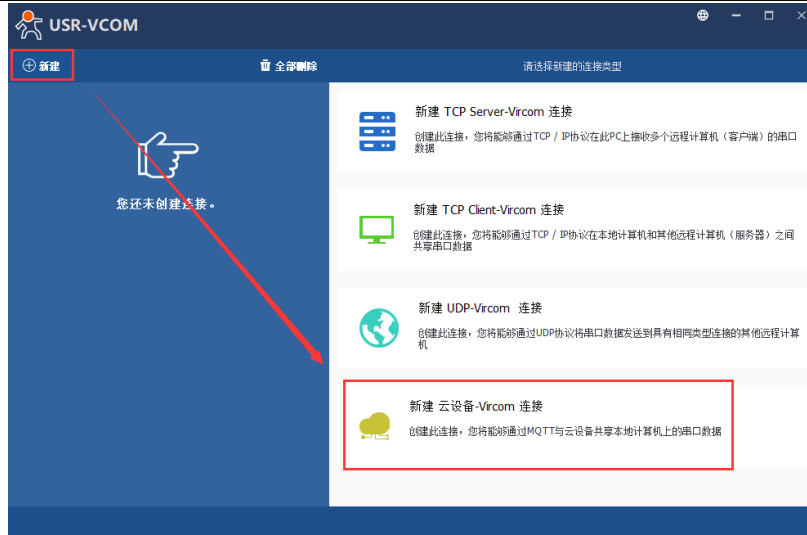 USR-VCOM
新建
全部删除
请选择新建的连接类型
您还未创建连接。
新建 TCP Server-Vircom 连接
创建此连接，您将能够通过TCP / IP协议在此PC上接收多个远程计算机（客户端）的串口
数据
新建 TCP Client-Vircom 连接
创建此连接，您将能够通过TCP / IP协议在本地计算机和其他远程计算机（服务器）之间
共享串口数据
新建 UDP-Vircom 连接
创建此连接，您将能够通过UDP协议将串口数据发送到具有相同类型连接的其他远程计算
机
新建 云设备-Vircom 连接
创建此连接，您将能够通过MQTT与云设备共享本地计算机上的串口数据